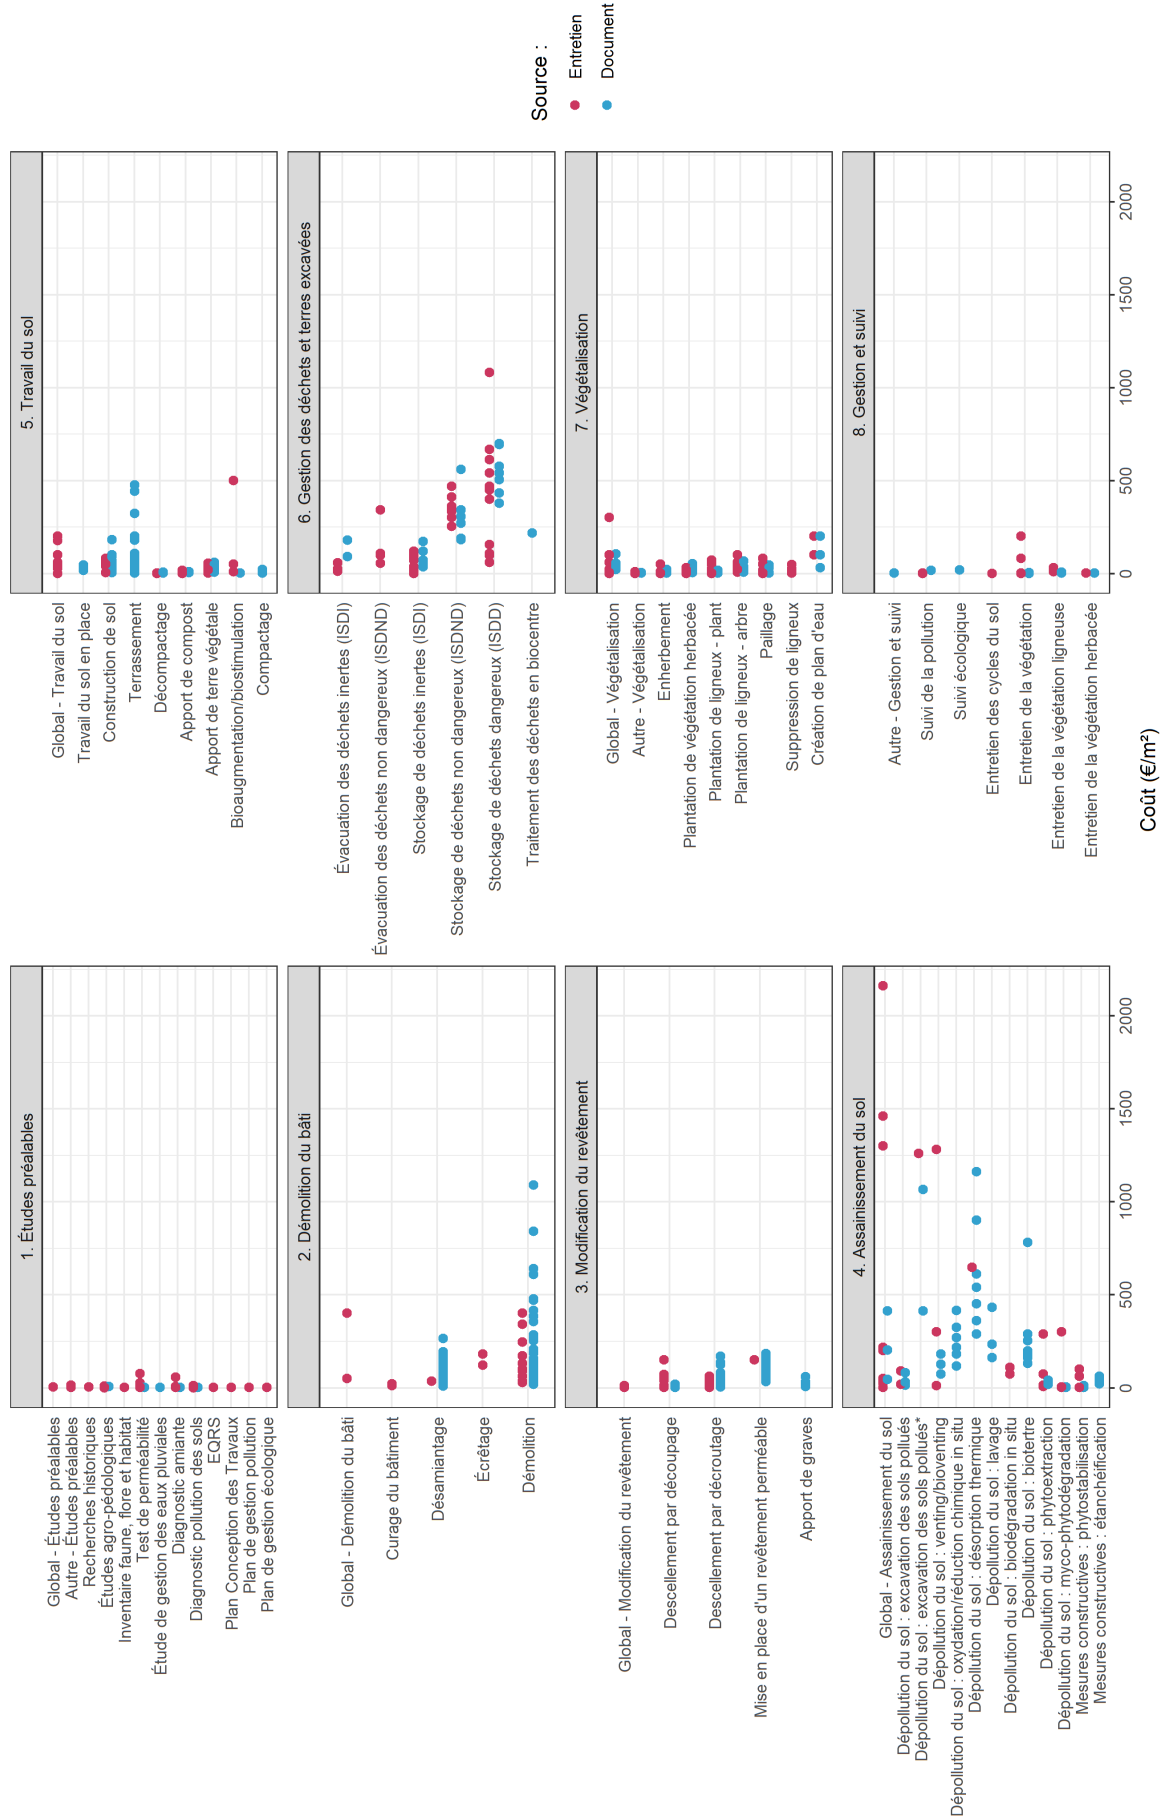 1. Études préalables
Global - Études préalables
Autre - Études préalables
Recherches historiques
Études agro-pédologiques
Inventaire faune, flore et habitat
Test de perméabilité
Étude de gestion des eaux pluviales
Diagnostic amiante
Diagnostic pollution des sols
EQRS
Plan Conception des Travaux
Plan de gestion pollution
Plan de gestion écologique
2. Démolition du bâti
Global - Démolition du bâti
Curage du bâtiment
Désamiantage
Écrêtage
Démolition
3. Modification du revêtement
Global - Modification du revêtement
Descellement par découpage
Descellement par décroutage
Mise en place d'un revêtement perméable
Apport de graves
4. Assainissement du sol
Global - Assainissement du sol
Dépollution du sol : excavation des sols pollués
Dépollution du sol : excavation des sols pollués*
Dépollution du sol : venting/bioventing
Dépollution du sol : oxydation/réduction chimique in situ
Dépollution du sol : désorption thermique
Dépollution du sol : lavage
Dépollution du sol : biodégradation in situ
Dépollution du sol : biotertre
Dépollution du sol : phytoextraction
Dépollution du sol : myco-phytodégradation
Mesures constructives : phytostabilisation
Mesures constructives : étanchéification
0 500 1000 1500 2000
5. Travail du sol
Global - Travail du sol
Travail du sol en place
Construction de sol
Terrassement
Décompactage
Apport de compost
Apport de terre végétale
Bioaugmentation/biostimulation
Compactage
6. Gestion des déchets et terres excavées
Évacuation des déchets inertes (ISDI)
Évacuation des déchets non dangereux (ISDND)
Stockage de déchets inertes (ISDI)
Stockage de déchets non dangereux (ISDND)
Stockage de déchets dangereux (ISDD)
Traitement des déchets en biocentre
7. Végétalisation
Global - Végétalisation
Autre - Végétalisation
Enherbement
Plantation de végétation herbacée
Plantation de ligneux - plant
Plantation de ligneux - arbre
Paillage
Suppression de ligneux
Création de plan d'eau
8. Gestion et suivi
Autre - Gestion et suivi
Suivi de la pollution
Suivi écologique
Entretien des cycles du sol
Entretien de la végétation
Entretien de la végétation ligneuse
Entretien de la végétation herbacée
0 500 1000 1500 2000
Coût (€/m²)
Source :
Entretien
Document